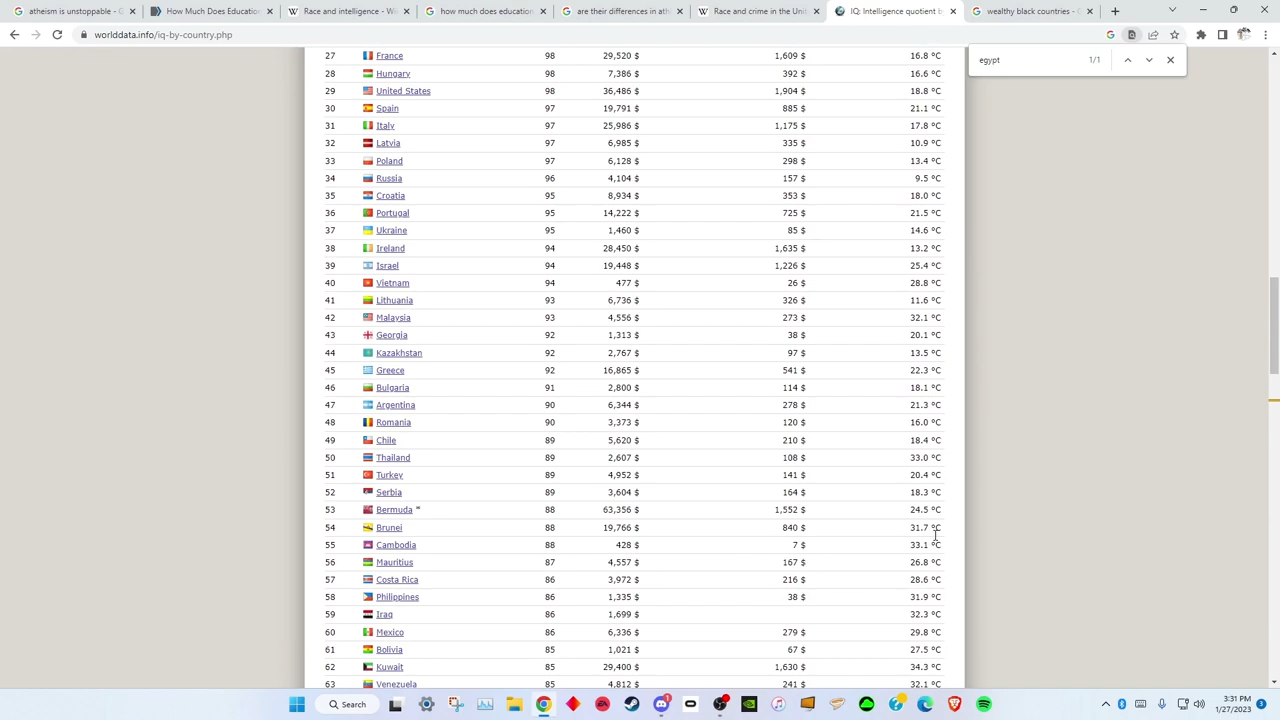 atheism is unstoppable - G
How Much Does Education
Race and intelligence - Wi
how much does education
are their differences in ath
Race and crime in the Unit
IQ: Intelligence quotient b
wealthy black countries - G
worlddata.info/iq-by-country.php
egypt 1/1
27 France 98 29,520 $ 1,609 $ 16.8 °C
28 Hungary 98 7,386 $ 392 $ 16.6 °C
29 United States 98 36,486 $ 1,904 $ 18.8 °C
30 Spain 97 19,791 $ 885 $ 21.1 °C
31 Italy 97 25,986 $ 1,175 $ 17.8 °C
32 Latvia 97 6,985 $ 335 $ 10.9 °C
33 Poland 97 6,128 $ 298 $ 13.4 °C
34 Russia 96 4,104 $ 157 $ 9.5 °C
35 Croatia 95 8,934 $ 353 $ 18.0 °C
36 Portugal 95 14,222 $ 725 $ 21.5 °C
37 Ukraine 95 1,460 $ 85 $ 14.6 °C
38 Ireland 94 28,450 $ 1,635 $ 13.2 °C
39 Israel 94 19,448 $ 1,226 $ 25.4 °C
40 Vietnam 94 477 $ 26 $ 28.8 °C
41 Lithuania 93 6,736 $ 326 $ 11.6 °C
42 Malaysia 93 4,556 $ 273 $ 32.1 °C
43 Georgia 92 1,313 $ 38 $ 20.1 °C
44 Kazakhstan 92 2,767 $ 97 $ 13.5 °C
45 Greece 92 16,865 $ 541 $ 22.3 °C
46 Bulgaria 91 2,800 $ 114 $ 18.1 °C
47 Argentina 90 6,344 $ 278 $ 21.3 °C
48 Romania 90 3,373 $ 120 $ 16.0 °C
49 Chile 89 5,620 $ 210 $ 18.4 °C
50 Thailand 89 2,607 $ 108 $ 33.0 °C
51 Turkey 89 4,952 $ 141 $ 20.4 °C
52 Serbia 89 3,604 $ 164 $ 18.3 °C
53 Bermuda * 88 63,356 $ 1,552 $ 24.5 °C
54 Brunei 88 19,766 $ 840 $ 31.7 °C
55 Cambodia 88 428 $ 7 $ 33.1 °C
56 Mauritius 87 4,557 $ 167 $ 26.8 °C
57 Costa Rica 86 3,972 $ 216 $ 28.6 °C
58 Philippines 86 1,335 $ 38 $ 31.9 °C
59 Iraq 86 1,699 $ 32.3 °C
60 Mexico 86 6,336 $ 279 $ 29.8 °C
61 Bolivia 85 1,021 $ 67 $ 27.5 °C
62 Kuwait 85 29,400 $ 1,630 $ 34.3 °C
63 Venezuela 85 4,812 $ 241 $ 32.1 °C
Search
3:31 PM
1/27/2023